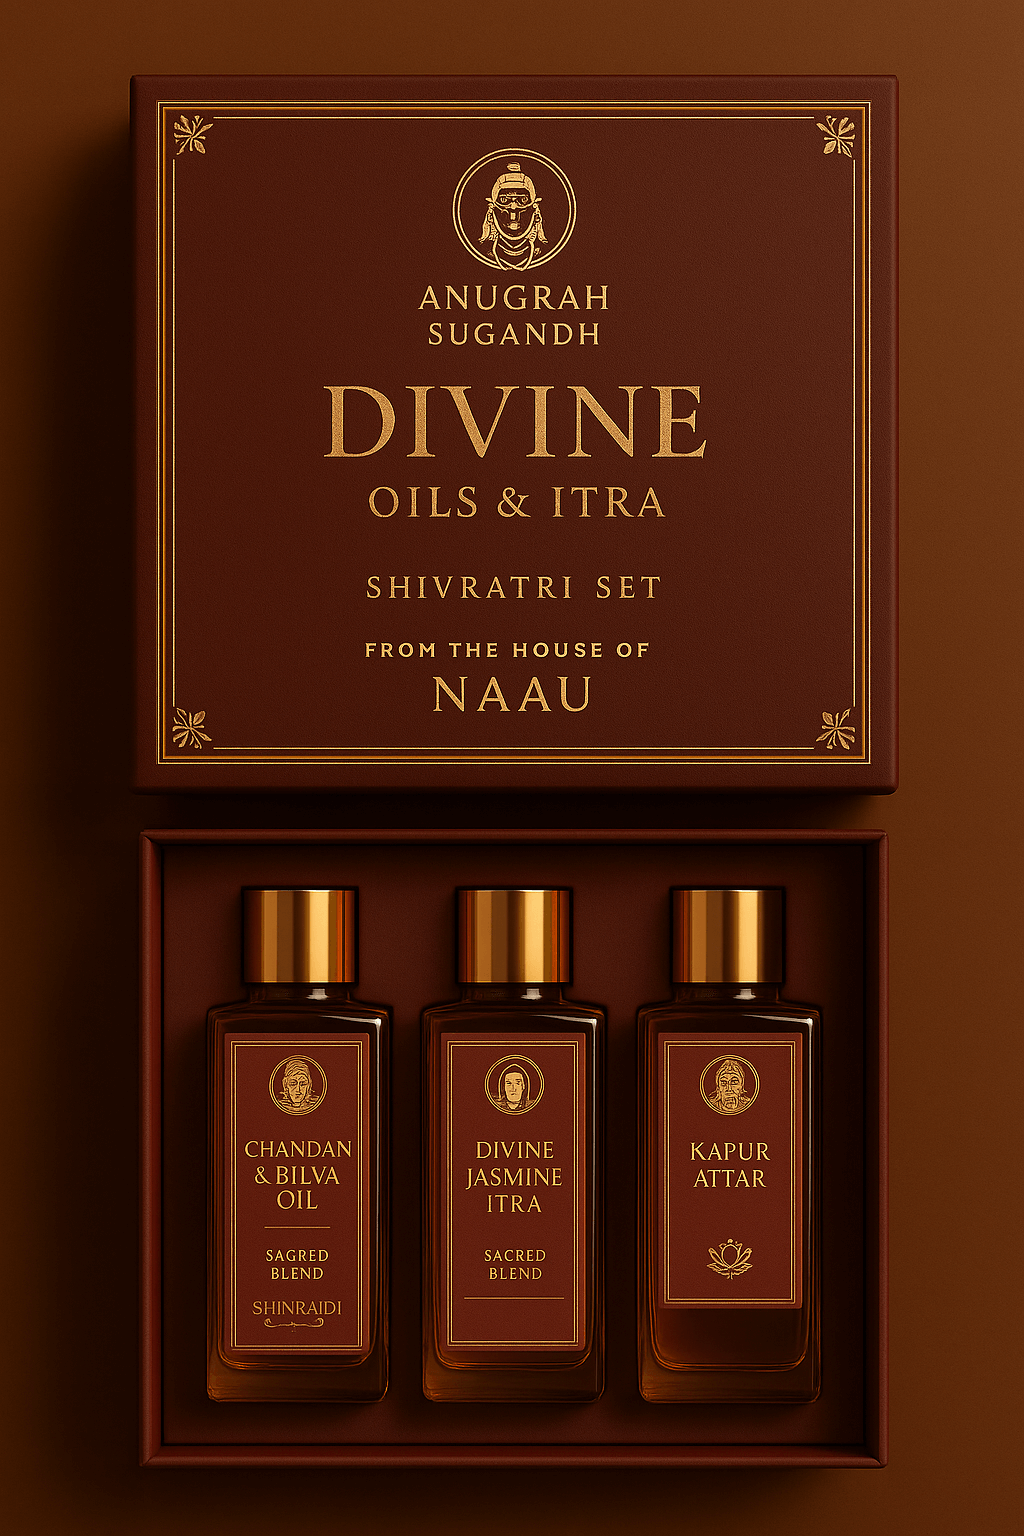 ANUGRAH
SUGANDH
DIVINE
OILS & ITRA
SHIVRATRI SET
FROM THE HOUSE OF
NAAU
CHANDAN
& BILVA
OIL
SAGRED
BLEND
SHINRAIDI
DIVINE
JASMINE
ITRA
SACRED
BLEND
KAPUR
ATTAR